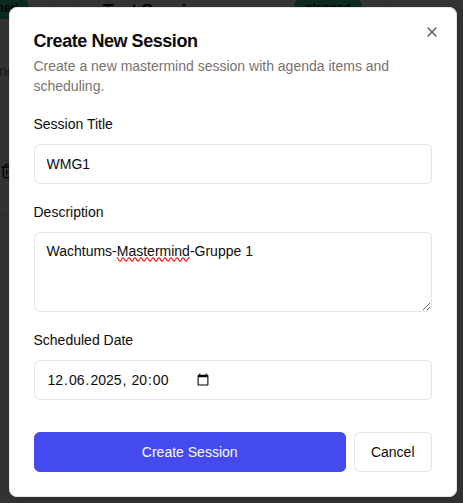 Create New Session
Create a new mastermind session with agenda items and
scheduling.
Session Title
WMG1
Description
Wachtums-Mastermind-Gruppe 1
Scheduled Date
12.06.2025, 20:00
Create Session
Cancel